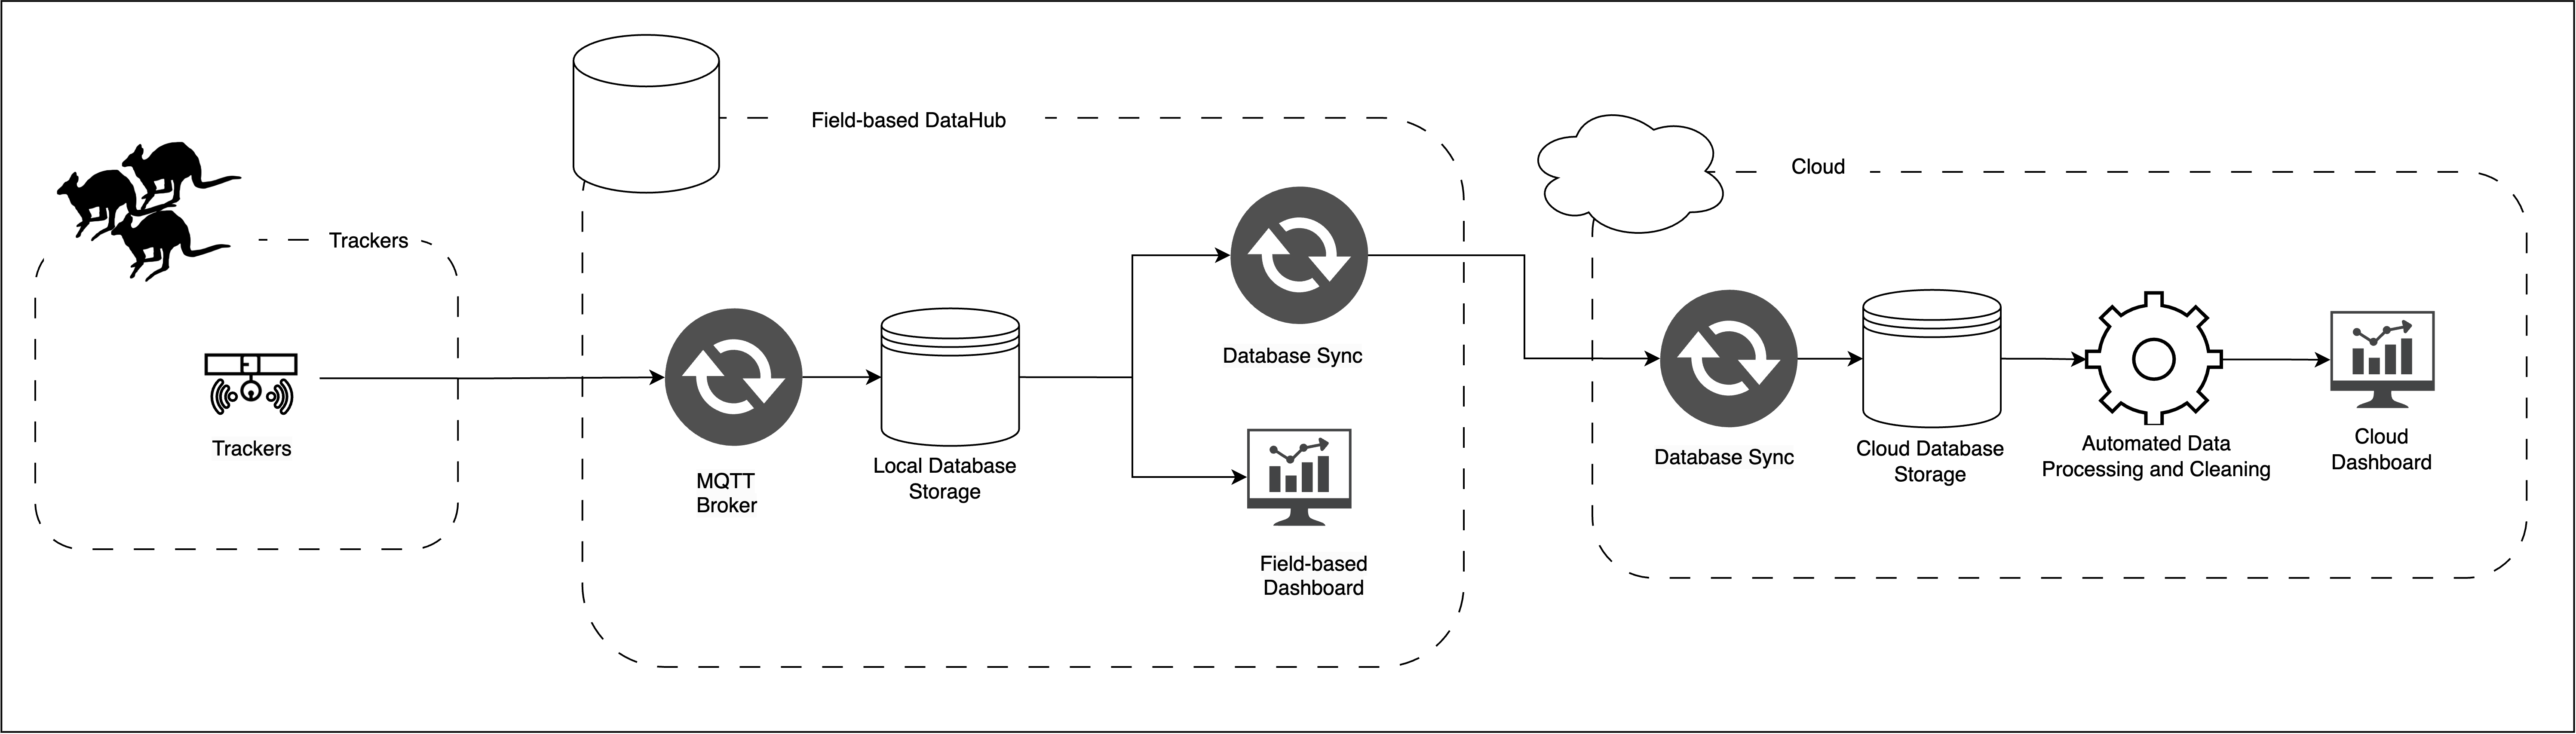 Trackers
Trackers
Field-based DataHub
MQTT
Broker
Local Database
Storage
Database Sync
Field-based
Dashboard
Cloud
Database Sync
Cloud Database
Storage
Automated Data
Processing and Cleaning
Cloud
Dashboard